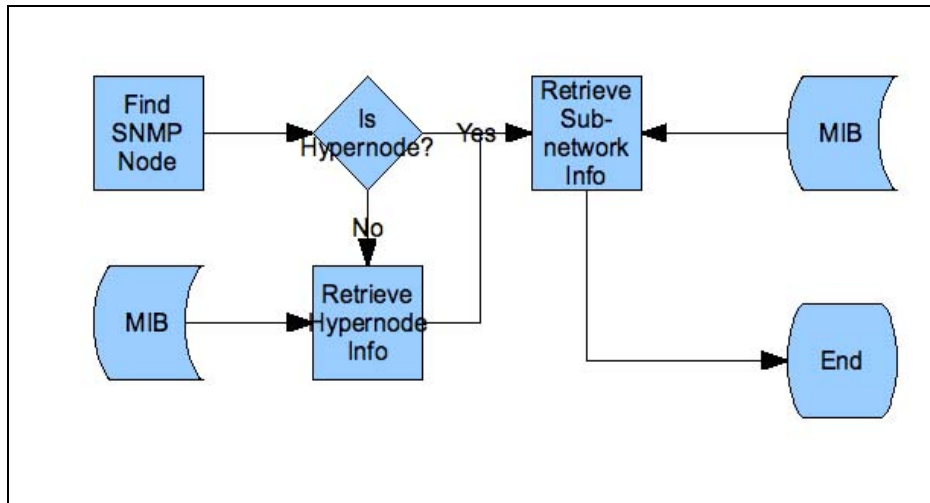 Find
SNMP
Node
Is
Hypernode?
Yes
Retrieve
Sub-
network
Info
MIB
No
MIB
Retrieve
Hypernode
Info
End